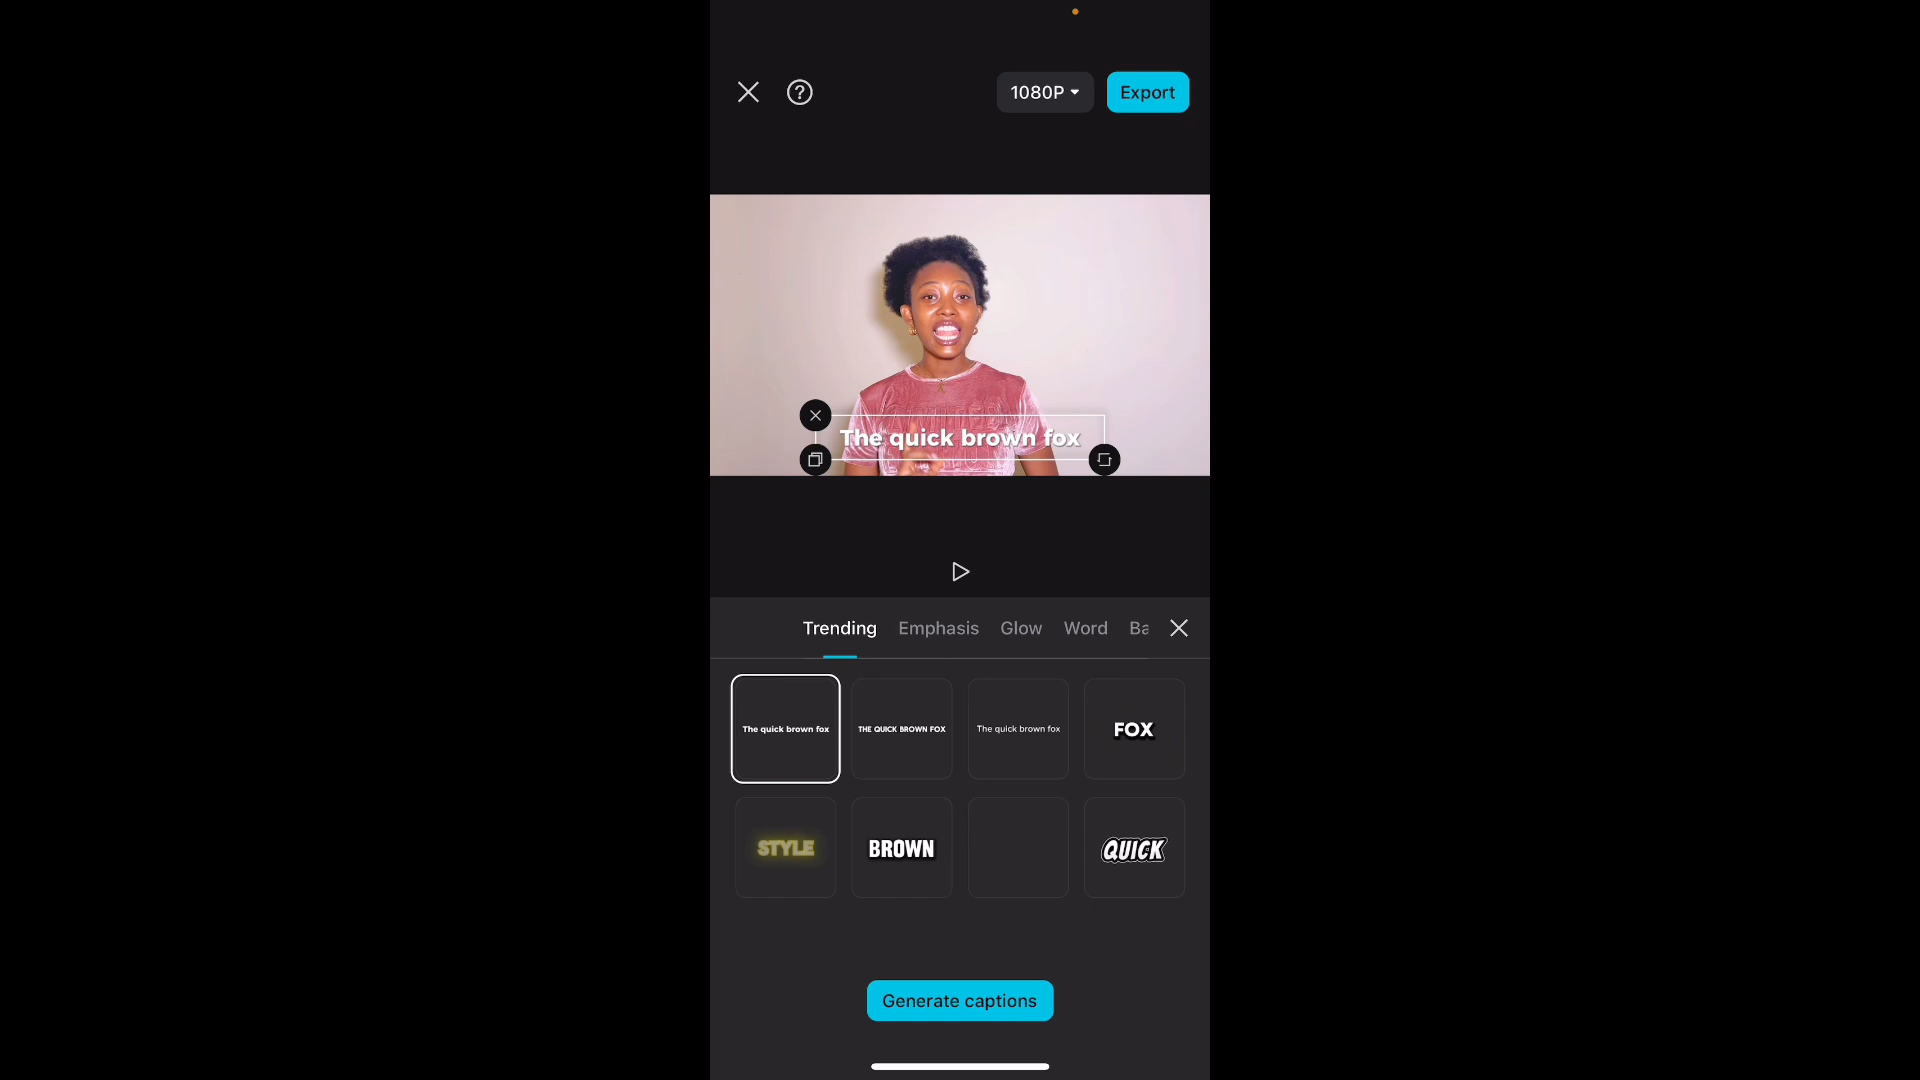 1080P
Export
The quick brown fox
Trending Emphasis Glow Word Ba
The quick brown fox
THE QUICK BROWN FOX
The quick brown fox
FOX
STYLE
BROWN
QUICK
Generate captions